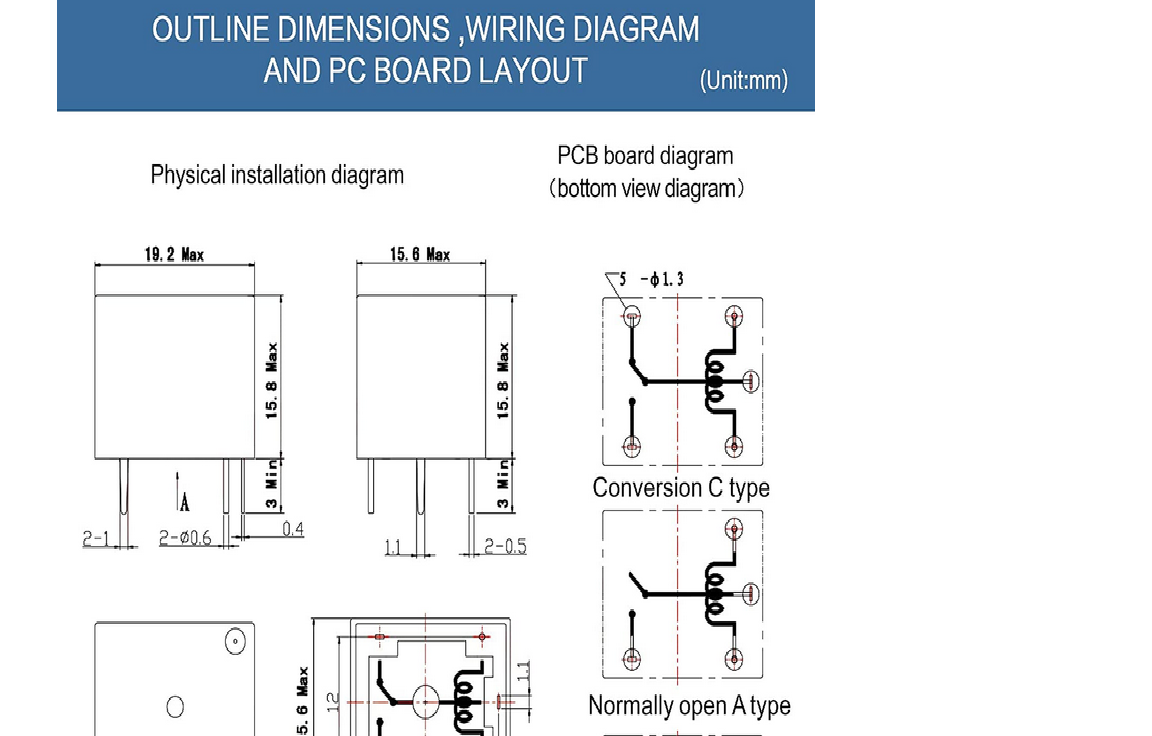 OUTLINE DIMENSIONS ,WIRING DIAGRAM
AND PC BOARD LAYOUT
(Unit:mm)
Physical installation diagram
PCB board diagram
（bottom view diagram）
19.2 Max
15.6 Max
5 -ϕ1.3
15.8 Max
15.8 Max
3 Min
3 Min
A
2-1
2-Ø0.6
0.4
1.1
2-0.5
Conversion C type
5.6 Max
12
1.1
Normally open A type